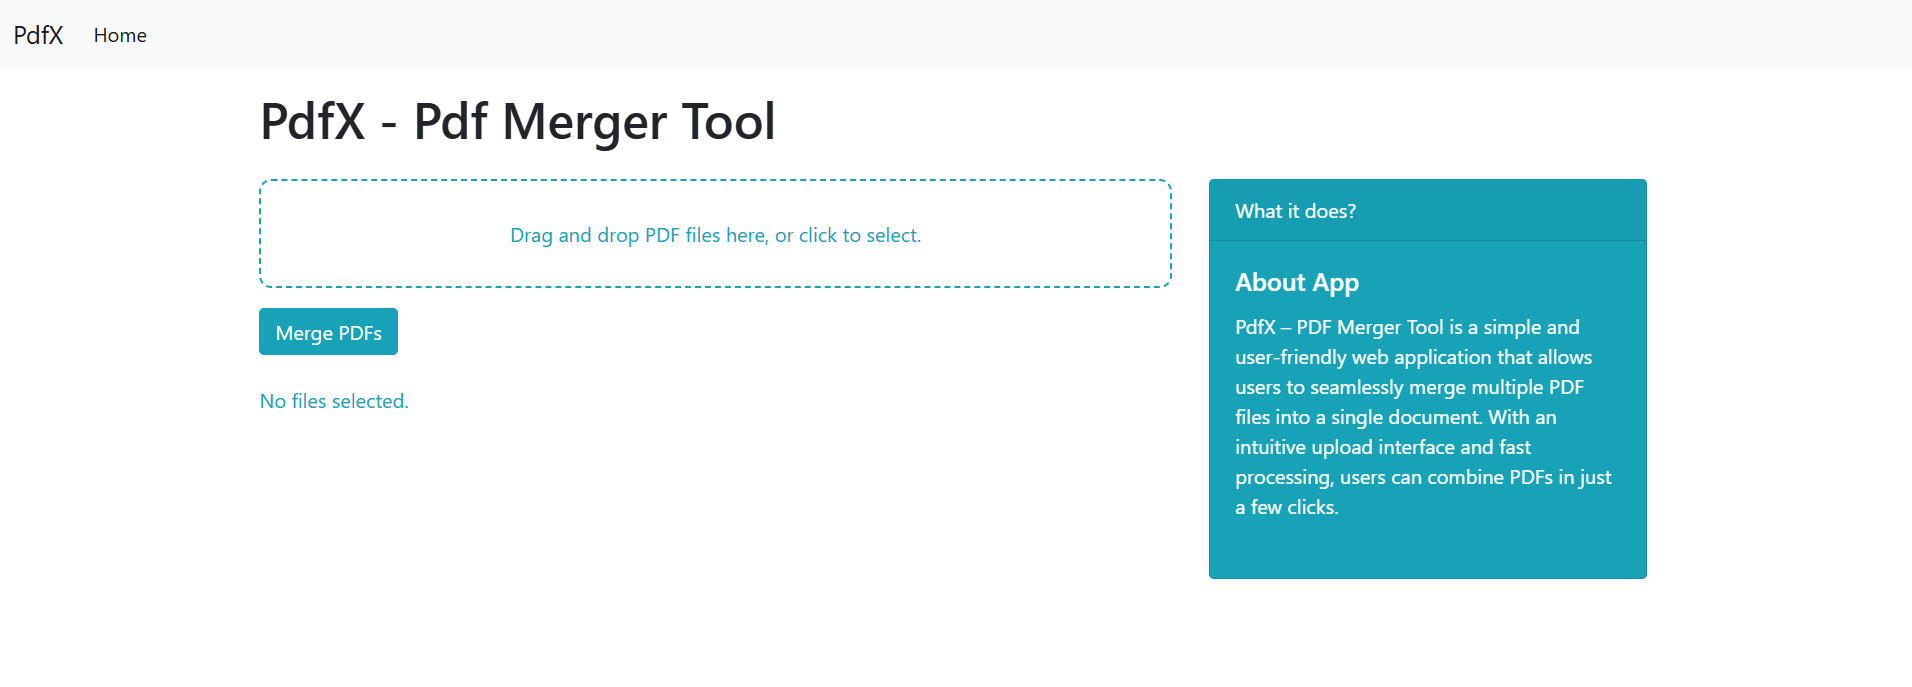 PdfX Home
PdfX - Pdf Merger Tool
Drag and drop PDF files here, or click to select.
Merge PDFs
No files selected.
What it does?
About App
PdfX – PDF Merger Tool is a simple and
user-friendly web application that allows
users to seamlessly merge multiple PDF
files into a single document. With an
intuitive upload interface and fast
processing, users can combine PDFs in just
a few clicks.